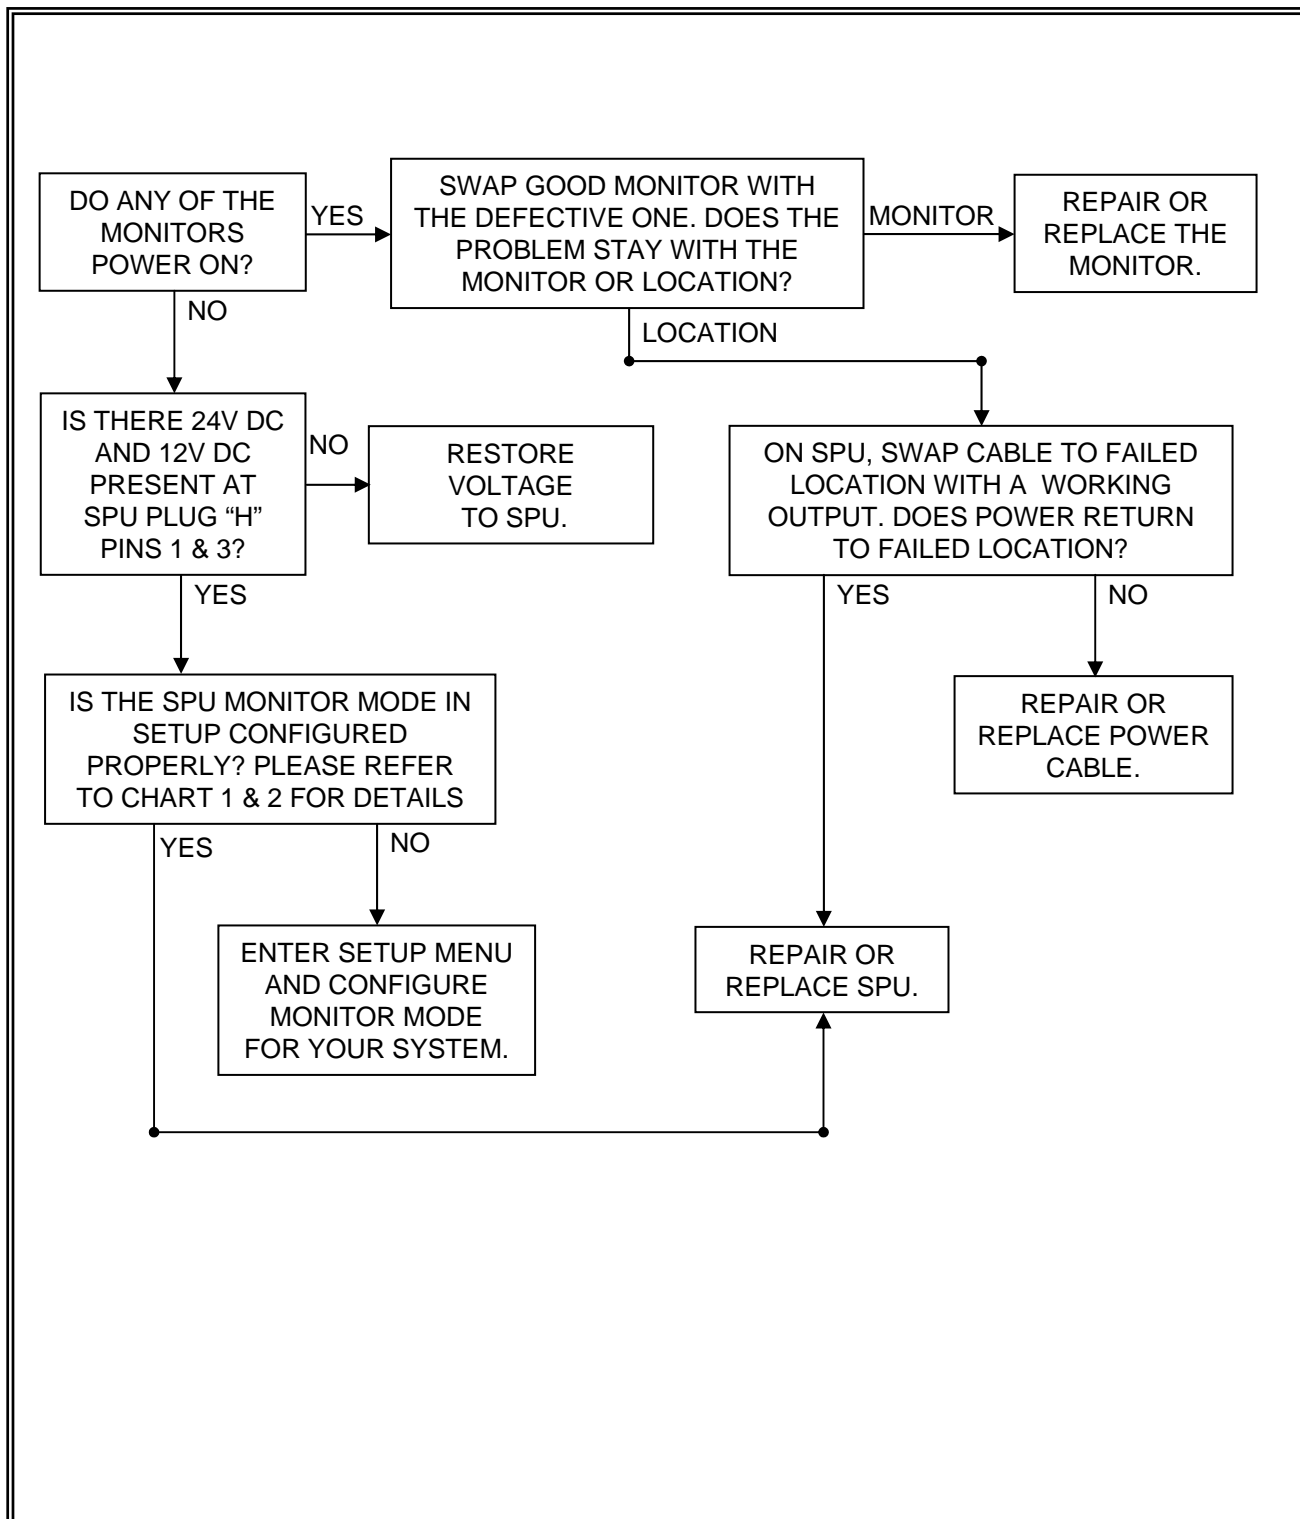 DO ANY OF THE
MONITORS
POWER ON?
YES
SWAP GOOD MONITOR WITH
THE DEFECTIVE ONE. DOES THE
PROBLEM STAY WITH THE
MONITOR OR LOCATION?
MONITOR
REPAIR OR
REPLACE THE
MONITOR.
NO
LOCATION
IS THERE 24V DC
AND 12V DC
PRESENT AT
SPU PLUG “H”
PINS 1 & 3?
NO
RESTORE
VOLTAGE
TO SPU.
ON SPU, SWAP CABLE TO FAILED
LOCATION WITH A WORKING
OUTPUT. DOES POWER RETURN
TO FAILED LOCATION?
YES
YES
NO
IS THE SPU MONITOR MODE IN
SETUP CONFIGURED
PROPERLY? PLEASE REFER
TO CHART 1 & 2 FOR DETAILS
REPAIR OR
REPLACE POWER
CABLE.
YES
NO
ENTER SETUP MENU
AND CONFIGURE
MONITOR MODE
FOR YOUR SYSTEM.
REPAIR OR
REPLACE SPU.